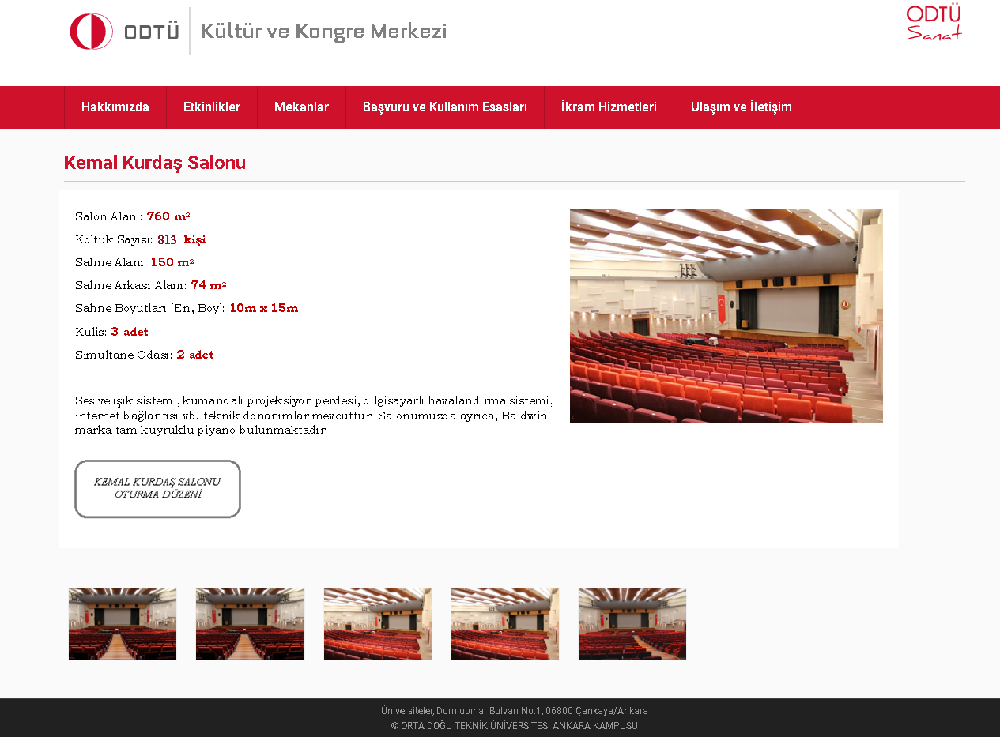 ODTÜ Kültür ve Kongre Merkezi
ODTÜ
Sanat
Hakkımızda Etkinlikler Mekanlar Başvuru ve Kullanım Esasları İkram Hizmetleri Ulaşım ve İletişim
Kemal Kurdaş Salonu
Salon Alanı: 760 m²
Koltuk Sayısı: 813 kişi
Sahne Alanı: 150 m²
Sahne Arkası Alanı: 74 m²
Sahne Boyutları (En, Boy): 10m x 15m
Kulis: 3 adet
Simultane Odası: 2 adet
Ses ve ışık sistemi, kumandalı projeksiyon perdesi, bilgisayarlı havalandırma sistemi,
internet bağlantısı vb. teknik donanımlar mevcuttur. Salonumuzda ayrıca, Baldwin
marka tam kuyruklu piyano bulunmaktadır.
KEMAL KURDAŞ SALONU
OTURMA DÜZENİ
Üniversiteler, Dumlupınar Bulvarı No:1, 06800 Çankaya/Ankara
© ORTA DOĞU TEKNİK ÜNİVERSİTESİ ANKARA KAMPUSU